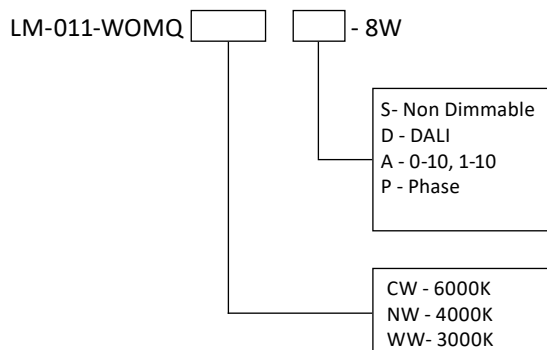 LM-011-WOMQ - 8W
S- Non Dimmable
D - DALI
A - 0-10, 1-10
P - Phase
CW - 6000K
NW - 4000K
WW- 3000K